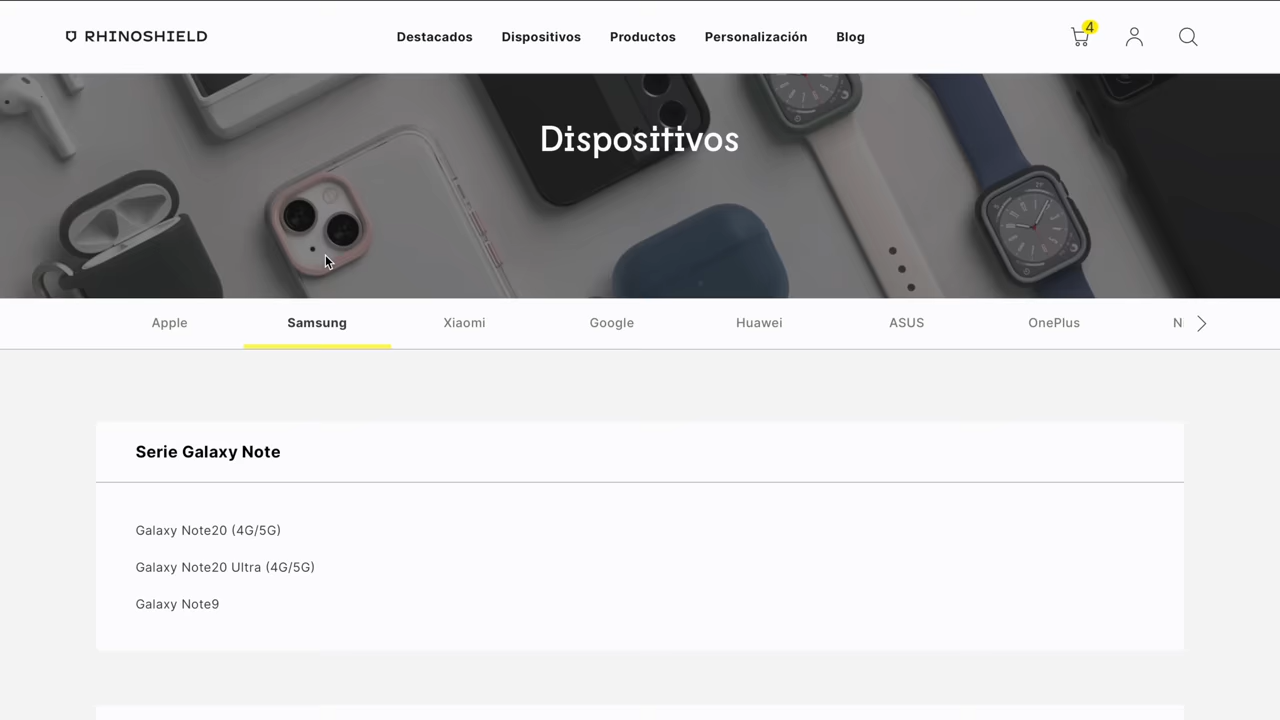 RHINOSHIELD
Destacados Dispositivos Productos Personalización Blog
4
Dispositivos
Apple Samsung Xiaomi Google Huawei ASUS OnePlus
Serie Galaxy Note
Galaxy Note20 (4G/5G)
Galaxy Note20 Ultra (4G/5G)
Galaxy Note9